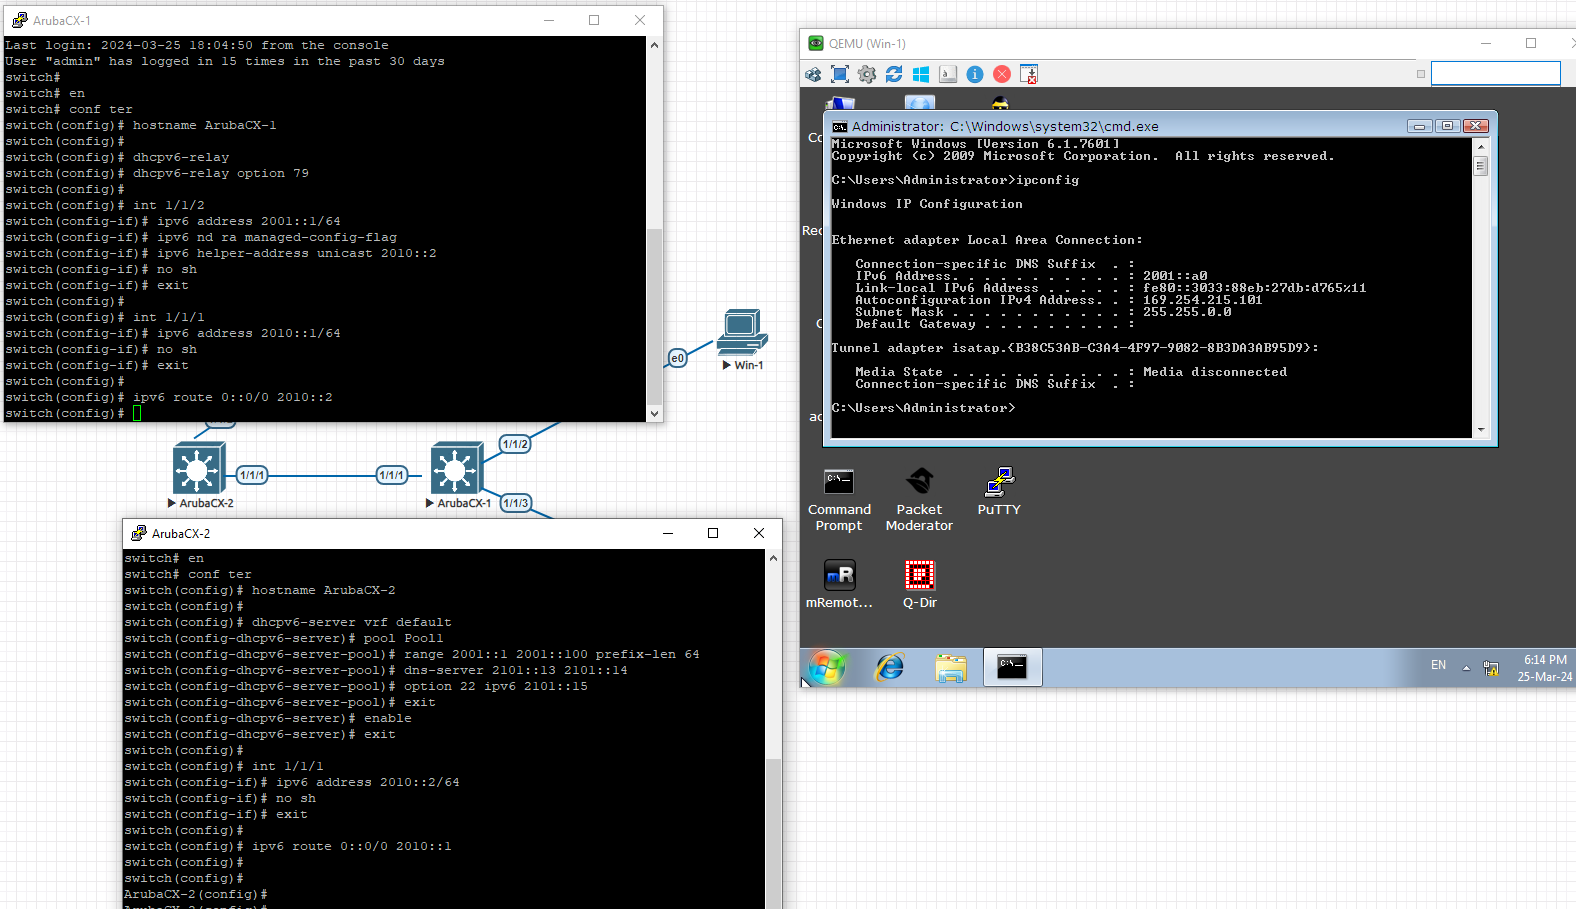 ArubaCX-1
Last login: 2024-03-25 18:04:50 from the console
User "admin" has logged in 15 times in the past 30 days
switch#
switch# en
switch# conf ter
switch(config)# hostname ArubaCX-1
switch(config)#
switch(config)# dhcpv6-relay
switch(config)# dhcpv6-relay option 79
switch(config)#
switch(config)# int 1/1/2
switch(config-if)# ipv6 address 2001::1/64
switch(config-if)# ipv6 nd ra managed-config-flag
switch(config-if)# ipv6 helper-address unicast 2010::2
switch(config-if)# no sh
switch(config-if)# exit
switch(config)#
switch(config)# int 1/1/1
switch(config-if)# ipv6 address 2010::1/64
switch(config-if)# no sh
switch(config-if)# exit
switch(config)#
switch(config)# ipv6 route 0::0/0 2010::2
switch(config)#
e0
Win-1
1/1/2
1/1/1
1/1/1
ArubaCX-2
ArubaCX-1
1/1/3
ArubaCX-2
switch# en
switch# conf ter
switch(config)# hostname ArubaCX-2
switch(config)#
switch(config)# dhcpv6-server vrf default
switch(config-dhcpv6-server)# pool Pool1
switch(config-dhcpv6-server-pool)# range 2001::1 2001::100 prefix-len 64
switch(config-dhcpv6-server-pool)# dns-server 2101::13 2101::14
switch(config-dhcpv6-server-pool)# option 22 ipv6 2101::15
switch(config-dhcpv6-server-pool)# exit
switch(config-dhcpv6-server)# enable
switch(config-dhcpv6-server)# exit
switch(config)#
switch(config)# int 1/1/1
switch(config-if)# ipv6 address 2010::2/64
switch(config-if)# no sh
switch(config-if)# exit
switch(config)#
switch(config)# ipv6 route 0::0/0 2010::1
switch(config)#
switch(config)#
ArubaCX-2(config)#
ArubaCX-2(config)#
QEMU (Win-1)
Administrator: C:\Windows\system32\cmd.exe
Microsoft Windows [Version 6.1.7601]
Copyright (c) 2009 Microsoft Corporation.  All rights reserved.
C:\Users\Administrator>ipconfig
Windows IP Configuration
Ethernet adapter Local Area Connection:
Connection-specific DNS Suffix  . :
IPv6 Address. . . . . . . . . . . : 2001::a0
Link-local IPv6 Address . . . . . : fe80::3033:88eb:27db:d765%11
Autoconfiguration IPv4 Address. . : 169.254.215.101
Subnet Mask . . . . . . . . . . . : 255.255.0.0
Default Gateway . . . . . . . . . :
Tunnel adapter isatap.{B38C53AB-C3A4-4F97-9082-8B3DA3AB95D9}:
Media State . . . . . . . . . . . : Media disconnected
Connection-specific DNS Suffix  . :
C:\Users\Administrator>
Command Prompt
Packet Moderator
PuTTY
mRemot...
Q-Dir
EN
6:14 PM
25-Mar-24